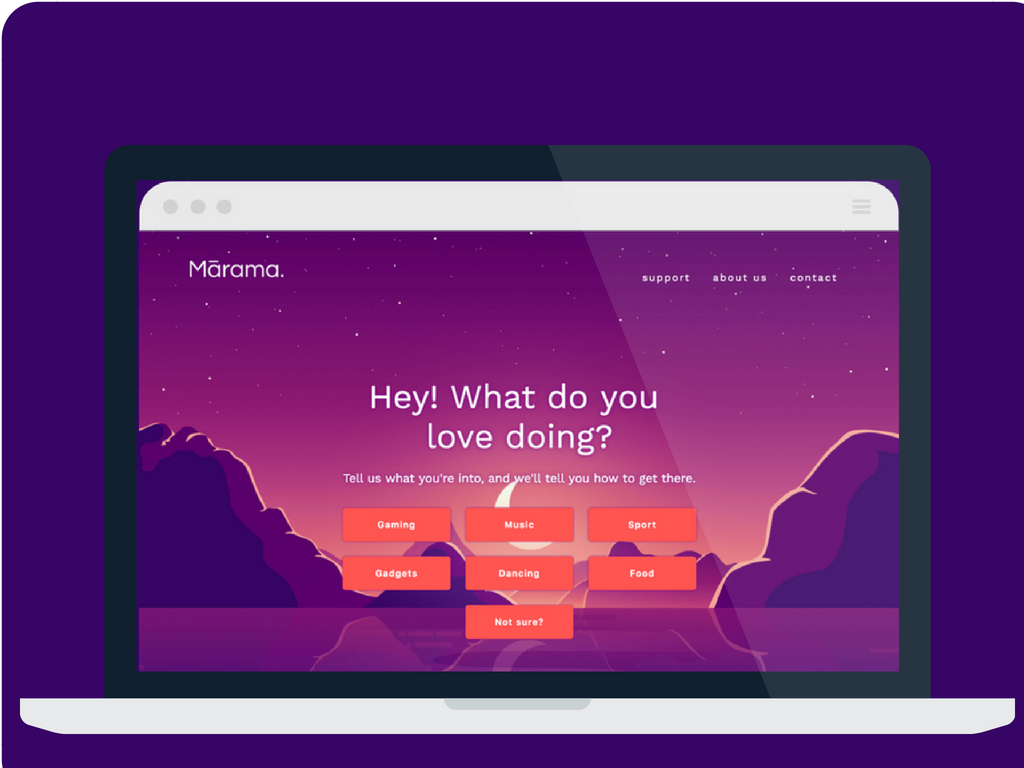 Mārama.
support about us contact
Hey! What do you
love doing?
Tell us what you're into, and we'll tell you how to get there.
Gaming Music Sport
Gadgets Dancing Food
Not sure?